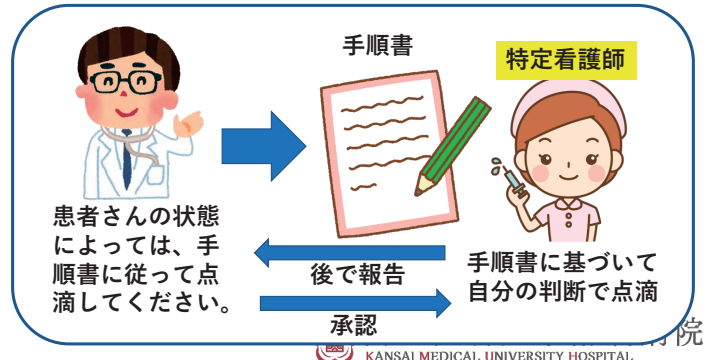 手順書
特定看護師
患者さんの状態
によっては、手
順書に従って点
滴してください。
後で報告
承認
手順書に基づいて
自分の判断で点滴
院
KANSAI MEDICAL UNIVERSITY HOSPITAL